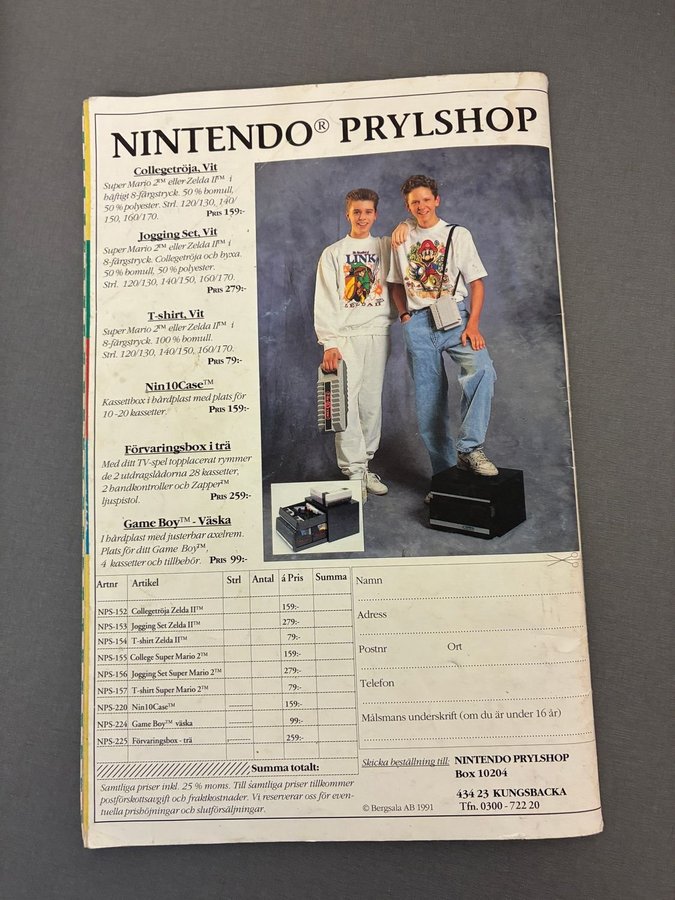 NINTENDO® PRYLSHOP
Collegetröja, Vit
Super Mario 2™ eller Zelda II™ i
häftigt 8-färgstryck. 50 % bomull,
50 % polyester. Strl. 120/130, 140/
150, 160/170. PRIS 159:-
Jogging Set, Vit
Super Mario 2™ eller Zelda II™ i
8-färgstryck. Collegetröja och byxa.
50 % bomull, 50 % polyester.
Strl. 120/130, 140/150, 160/170.
PRIS 279:-
T-shirt, Vit
Super Mario 2™ eller Zelda II™ i
8-färgstryck. 100 % bomull.
Strl. 120/130, 140/150, 160/170.
PRIS 79:-
Nin10Case™
Kassettbox i hårdplast med plats för
10-20 kassetter. PRIS 159:-
Förvaringsbox i trä
Med ditt TV-spel topplacerat rymmer
de 2 utdragslådorna 28 kassetter,
2 handkontroller och Zapper™
ljuspistol. PRIS 259:-
Game Boy™ - Väska
I hårdplast med justerbar axelrem.
Plats för ditt Game Boy™,
4 kassetter och tillbehör. PRIS 99:-
LINK
ZELDA II
Artnr Artikel Strl Antal á Pris Summa
NPS-152 Collegetröja Zelda II™ 159:-
NPS-153 Jogging Set Zelda II™ 279:-
NPS-154 T-shirt Zelda II™ 79:-
NPS-155 College Super Mario 2™ 159:-
NPS-156 Jogging Set Super Mario 2™ 279:-
NPS-157 T-shirt Super Mario 2™ 79:-
NPS-220 Nin10Case™ 159:-
NPS-224 Game Boy™ väska 99:-
NPS-225 Förvaringsbox - trä 259:-
Summa totalt:
Samtliga priser inkl. 25 % moms. Till samtliga priser tillkommer
postförskottsavgift och fraktkostnader. Vi reserverar oss för even-
tuella prishöjningar och slutförsäljningar.
Namn
Adress
Postnr Ort
Telefon
Målsmans underskrift (om du är under 16 år)
Skicka beställning till: NINTENDO PRYLSHOP
Box 10204
434 23 KUNGSBACKA
Tfn. 0300 - 722 20
© Bergsala AB 1991